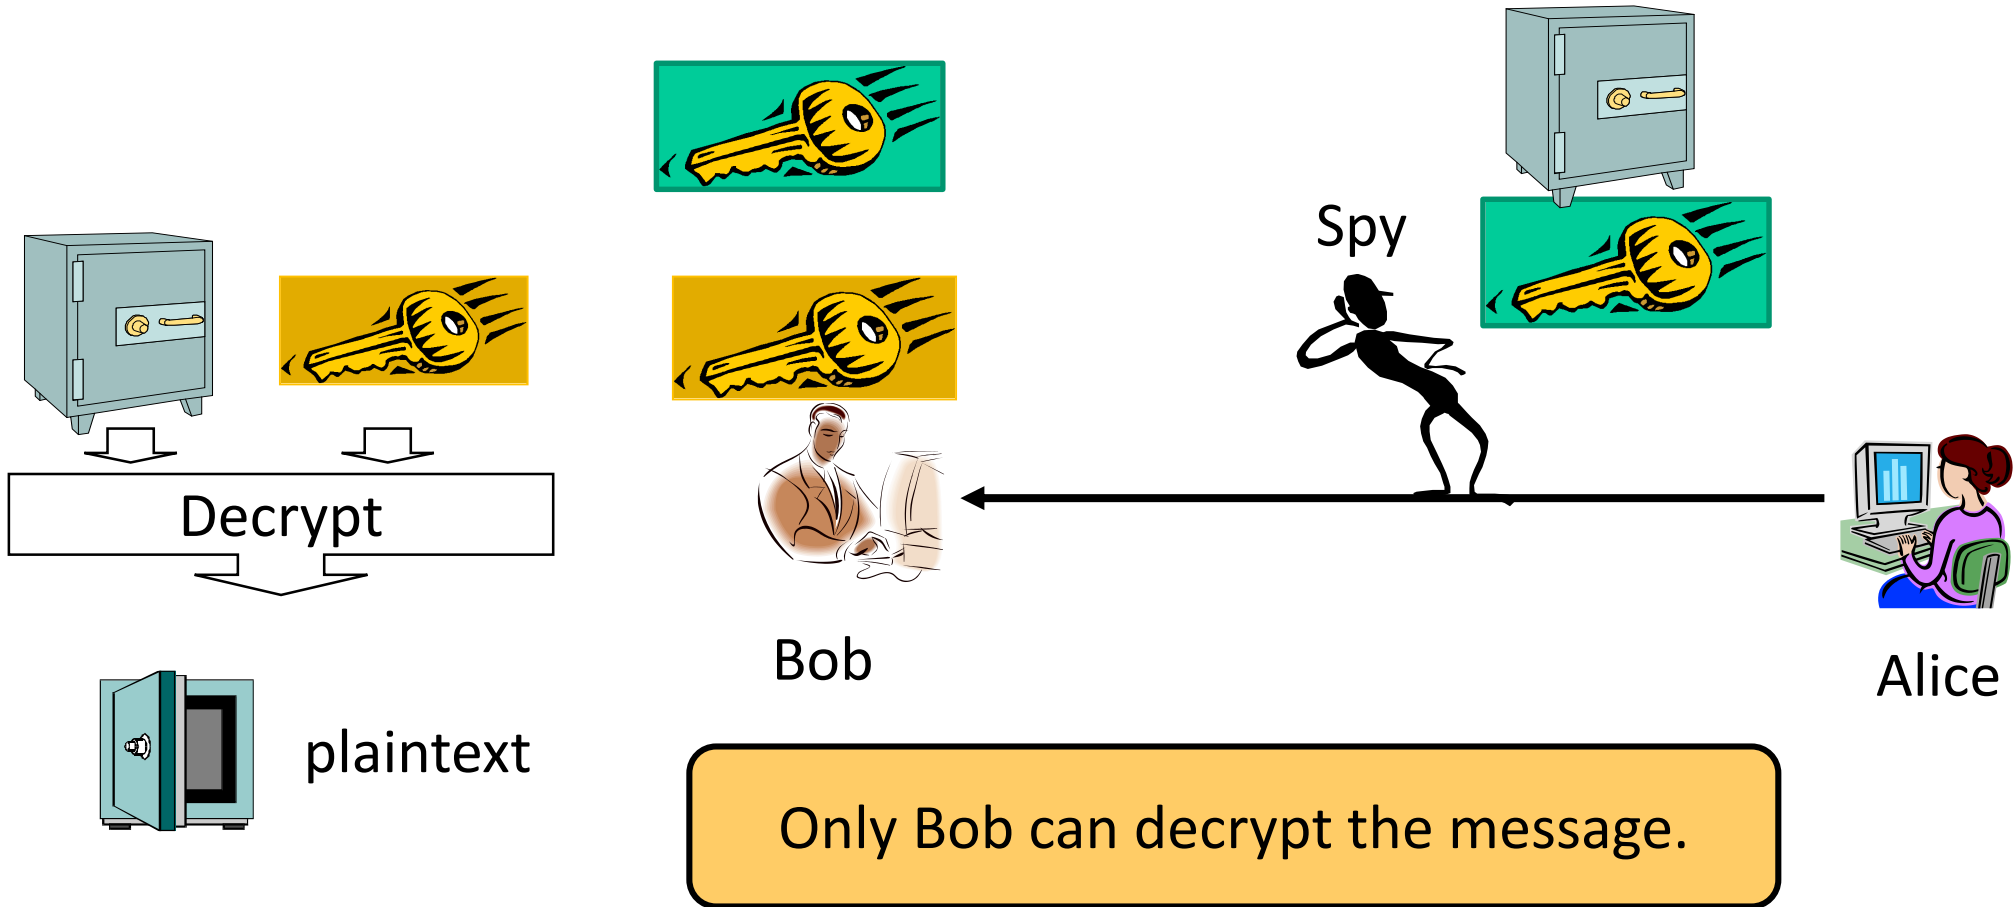 Spy
Decrypt
Bob
Alice
plaintext
Only Bob can decrypt the message.